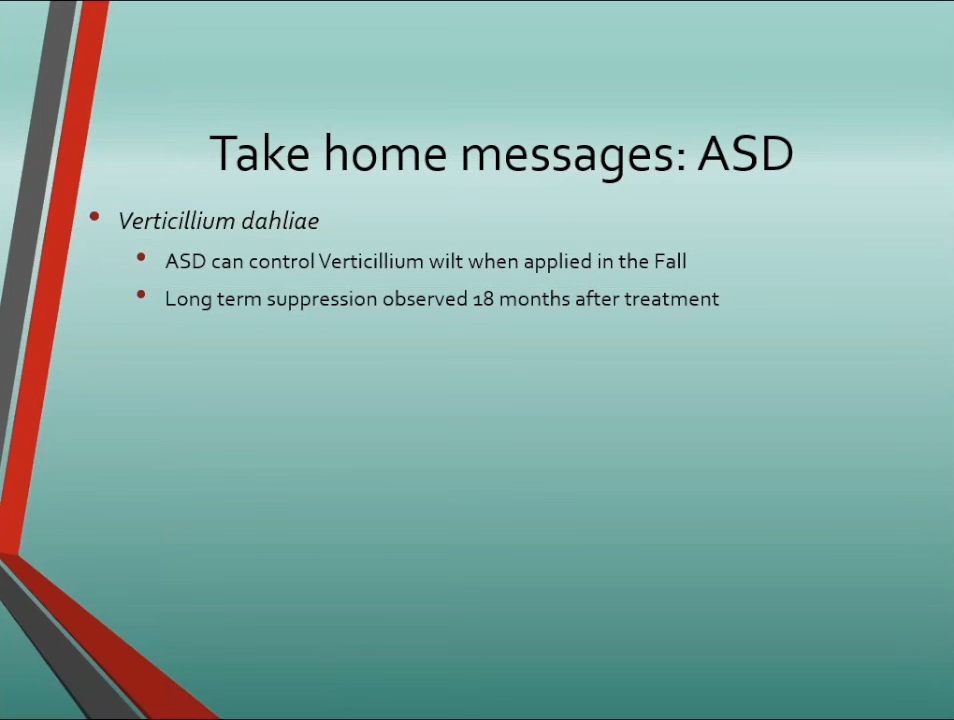 Take home messages: ASD
• Verticillium dahliae
• ASD can control Verticillium wilt when applied in the Fall
• Long term suppression observed 18 months after treatment